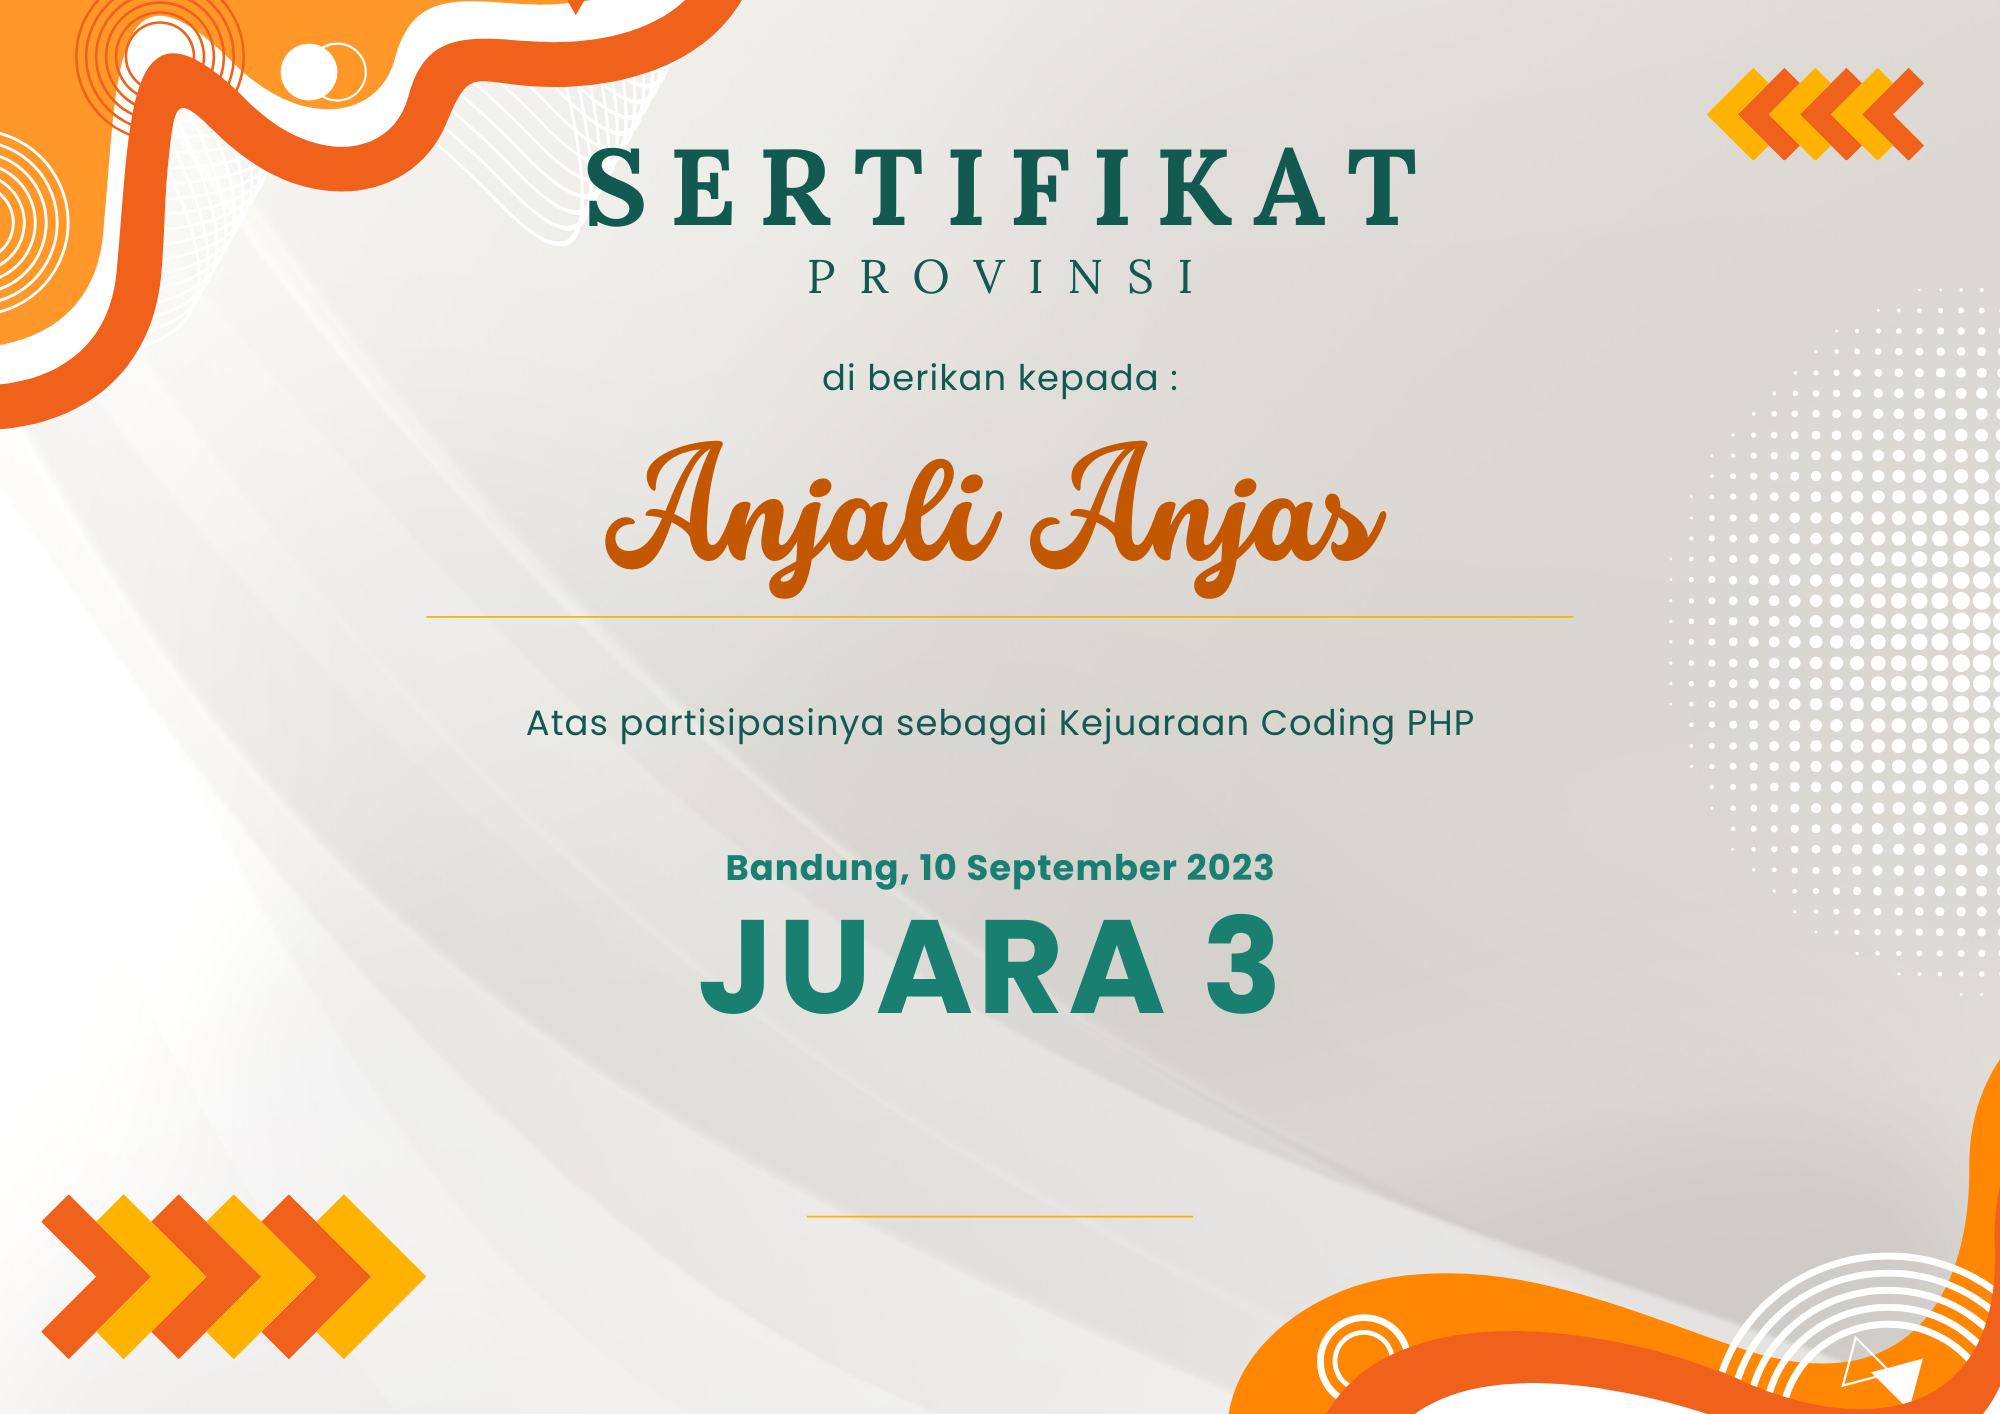 SERTIFIKAT
PROVINSI
di berikan kepada :
Anjali Anjas
Atas partisipasinya sebagai Kejuaraan Coding PHP
Bandung, 10 September 2023
JUARA 3